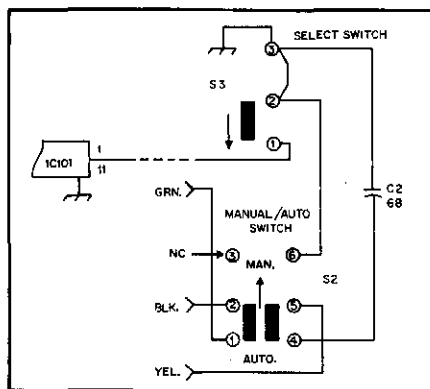 SELECT SWITCH
3
S3
2
1
1
IC101
11
GRN.
C2
68
MANUAL/AUTO
SWITCH
NC
3
6
MAN.
S2
BLK.
2
5
1
4
AUTO.
YEL.